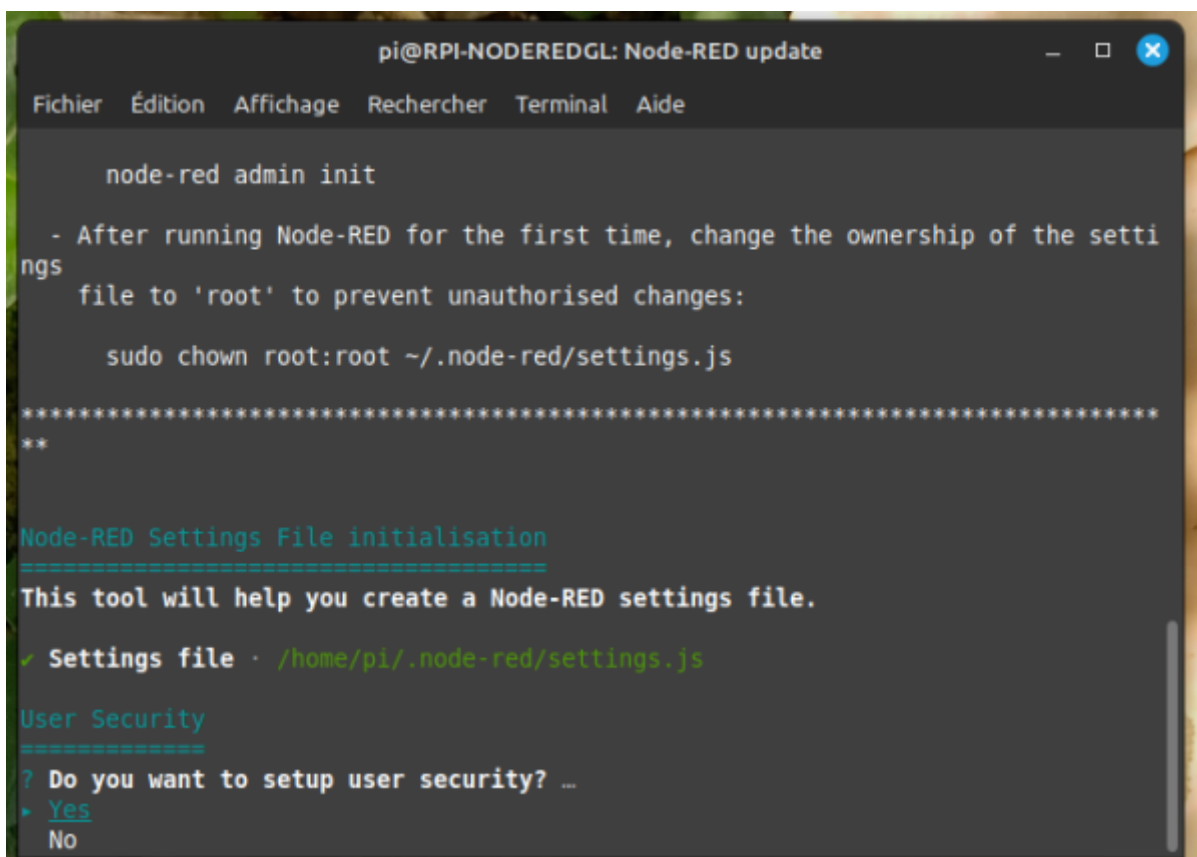 pi@RPI-NODEREDGL: Node-RED update
Fichier Édition Affichage Rechercher Terminal Aide
node-red admin init
- After running Node-RED for the first time, change the ownership of the setti
ngs
file to 'root' to prevent unauthorised changes:
sudo chown root:root ~/.node-red/settings.js
********************************************************************************
**
Node-RED Settings File initialisation
=====================================
This tool will help you create a Node-RED settings file.
✔ Settings file · /home/pi/.node-red/settings.js
User Security
=============
? Do you want to setup user security? …
▸ Yes
No